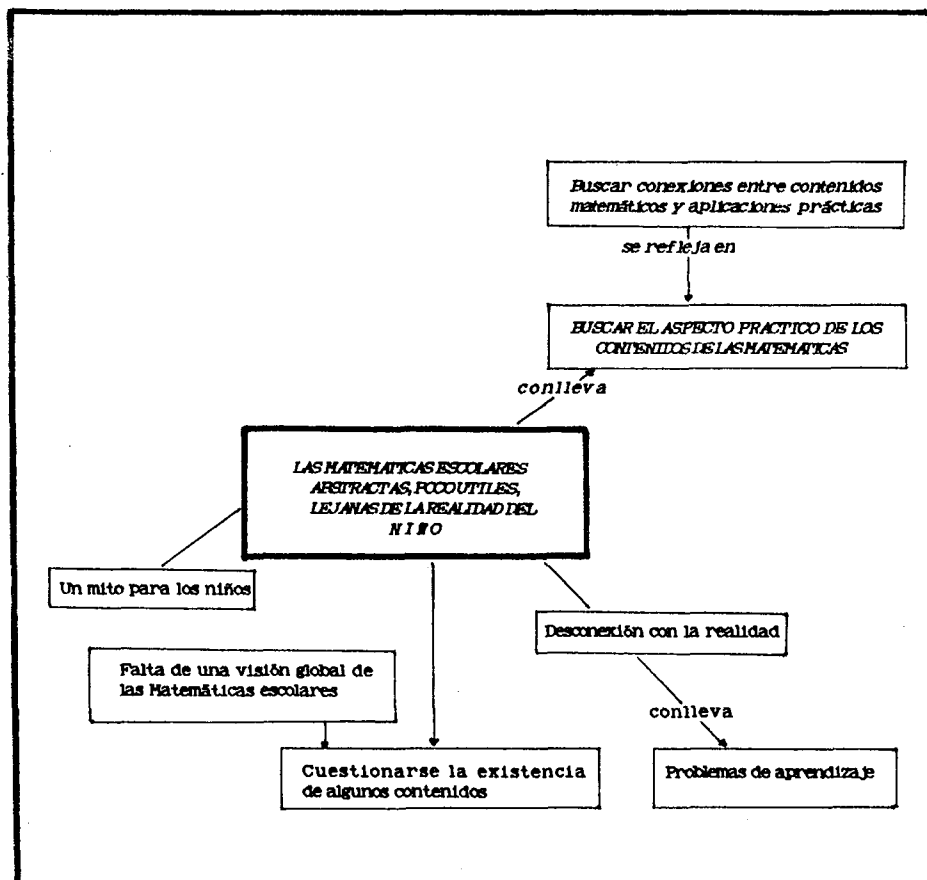 Buscar conexiones entre contenidos
matemáticos y aplicaciones prácticas
se refleja en
BUSCAR EL ASPECTO PRACTICO DE LOS
CONTENIDOS DE LAS MATEMATICAS
conlleva
LAS MATEMATICAS ESCOLARES
ABSTRACTAS, POCO UTILES,
LEJANAS DE LA REALIDAD DEL
NIÑO
Un mito para los niños
Desconexión con la realidad
Falta de una visión global de
las Matemáticas escolares
conlleva
Cuestionarse la existencia
de algunos contenidos
Problemas de aprendizaje